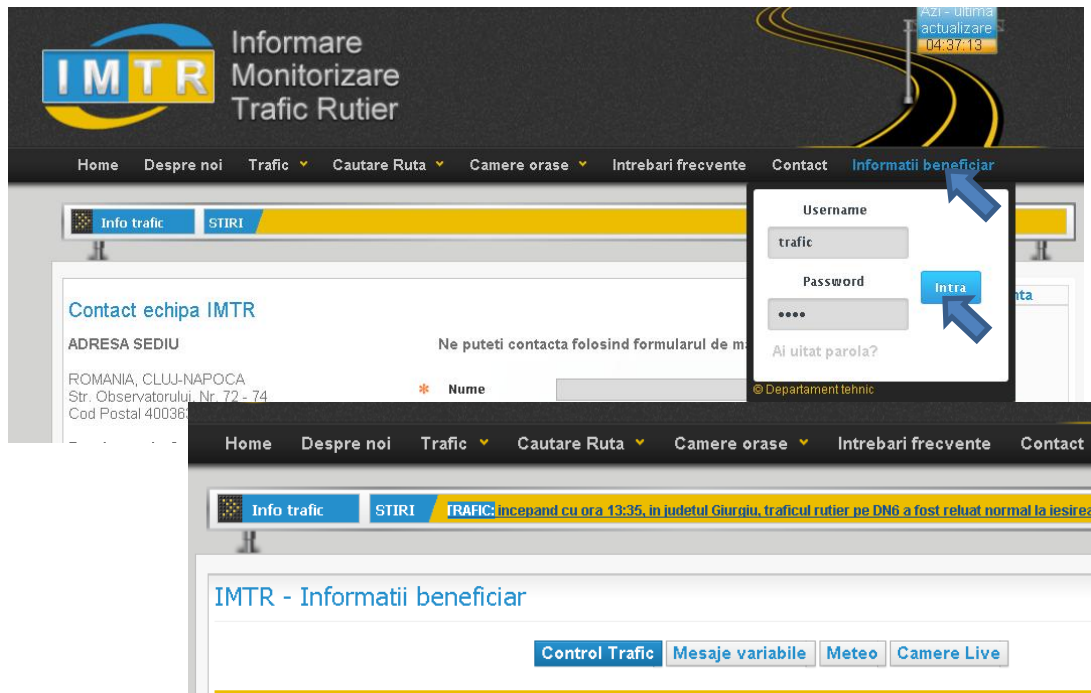 Azi - ultima
actualizare
04:37:13
IMTR
Informare
Monitorizare
Trafic Rutier
Home Despre noi Trafic Cautare Ruta Camere orase Intrebari frecvente Contact Informatii beneficiar
Info trafic STIRI
Username
trafic
Password
••••
Intra
Ai uitat parola?
© Departament tehnic
Contact echipa IMTR
ADRESA SEDIU
Ne puteti contacta folosind formularul de
ROMANIA, CLUJ-NAPOCA
Str. Observatorului, Nr. 72 - 74
Cod Postal
* Nume
Home Despre noi Trafic Cautare Ruta Camere orase Intrebari frecvente Contact
Info trafic STIRI TRAFIC: incepand cu ora 13:35, in judetul Giurgiu, traficul rutier pe DN6 a fost reluat normal la iesirea
IMTR - Informatii beneficiar
Control Trafic Mesaje variabile Meteo Camere Live